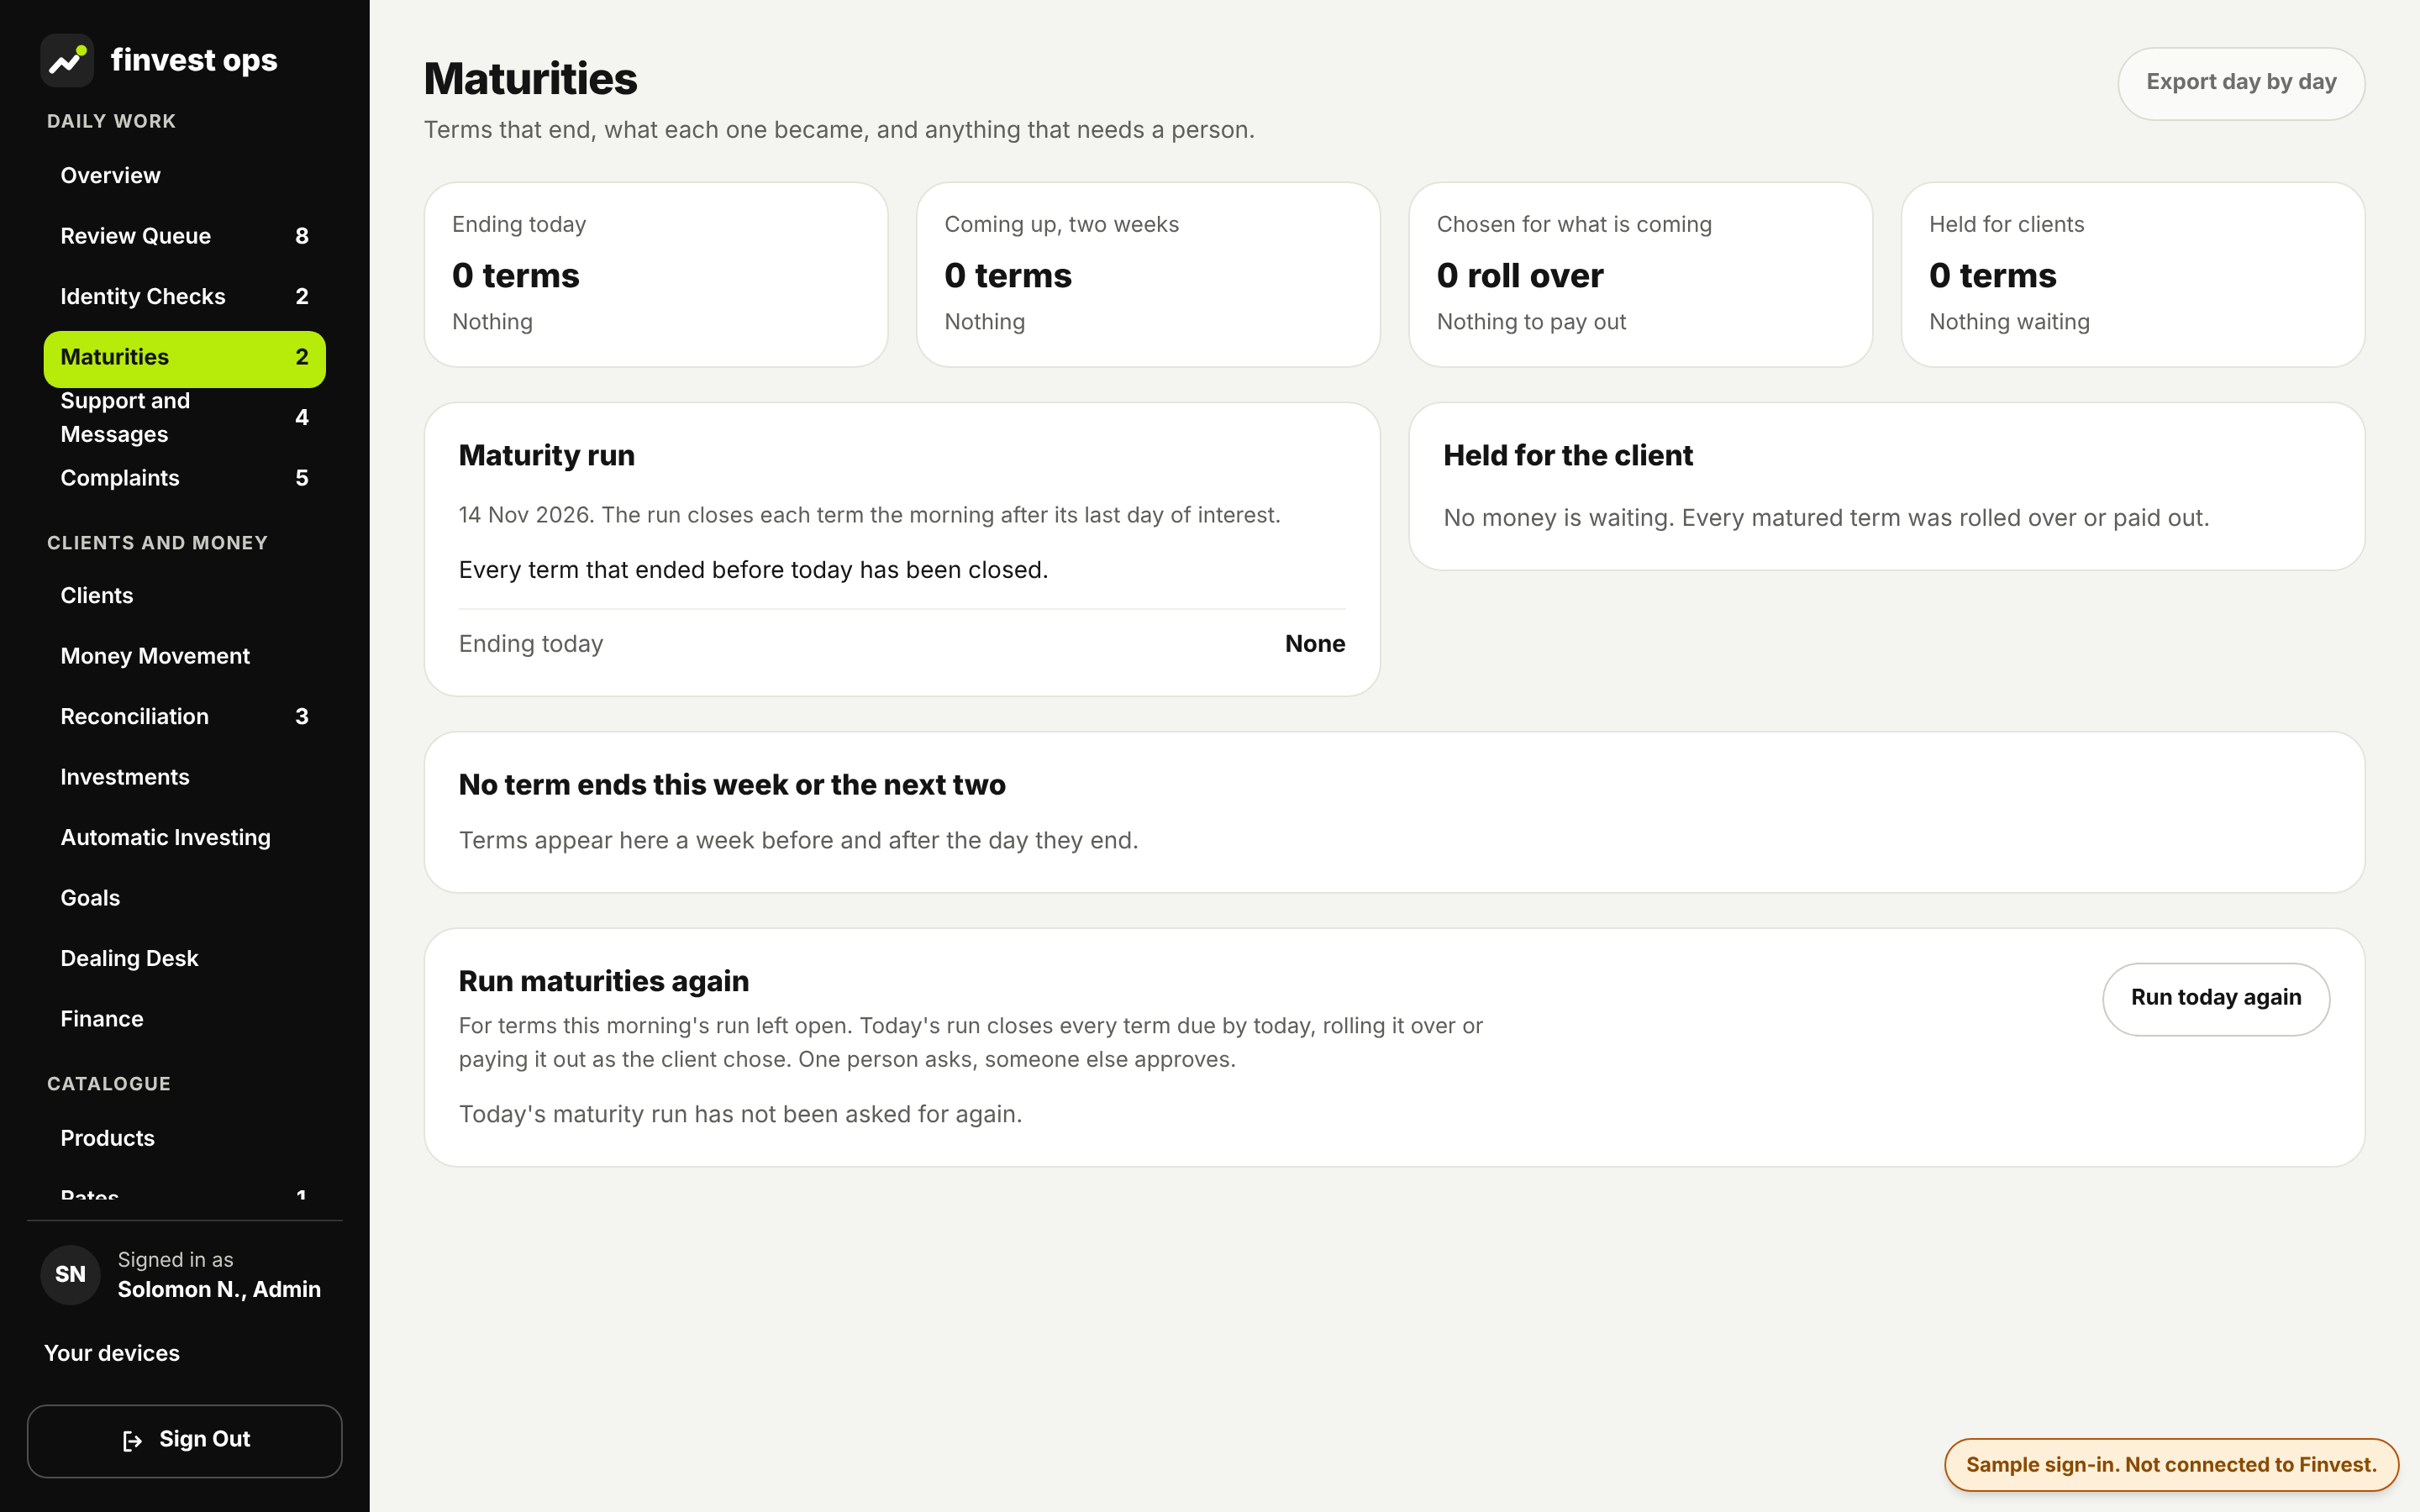 finvest ops
DAILY WORK
Overview
Review Queue 8
Identity Checks 2
Maturities 2
Support and
Messages 4
Complaints 5
CLIENTS AND MONEY
Clients
Money Movement
Reconciliation 3
Investments
Automatic Investing
Goals
Dealing Desk
Finance
CATALOGUE
Products
Rates 1
SN
Signed in as
Solomon N., Admin
Your devices
Sign Out
Maturities
Terms that end, what each one became, and anything that needs a person.
Export day by day
Ending today
0 terms
Nothing
Coming up, two weeks
0 terms
Nothing
Chosen for what is coming
0 roll over
Nothing to pay out
Held for clients
0 terms
Nothing waiting
Maturity run
14 Nov 2026. The run closes each term the morning after its last day of interest.
Every term that ended before today has been closed.
Ending today None
Held for the client
No money is waiting. Every matured term was rolled over or paid out.
No term ends this week or the next two
Terms appear here a week before and after the day they end.
Run maturities again
For terms this morning's run left open. Today's run closes every term due by today, rolling it over or
paying it out as the client chose. One person asks, someone else approves.
Today's maturity run has not been asked for again.
Run today again
Sample sign-in. Not connected to Finvest.